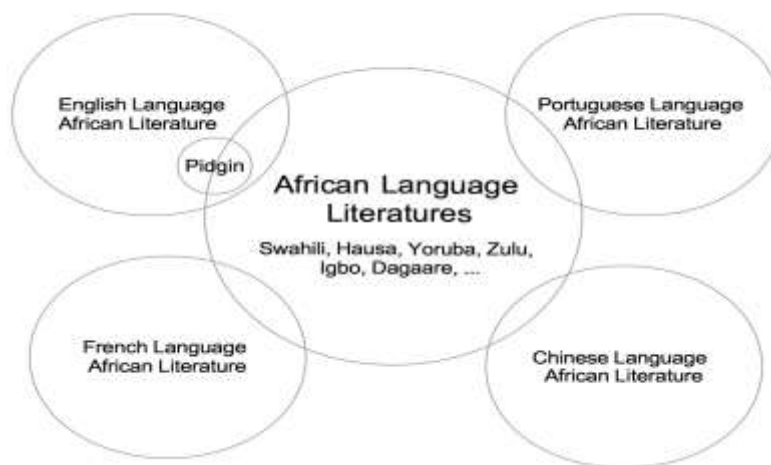 English Language
African Literature
Pidgin
Portuguese Language
African Literature
African Language
Literatures
Swahili, Hausa, Yoruba, Zulu,
Igbo, Dagaare, ...
French Language
African Literature
Chinese Language
African Literature